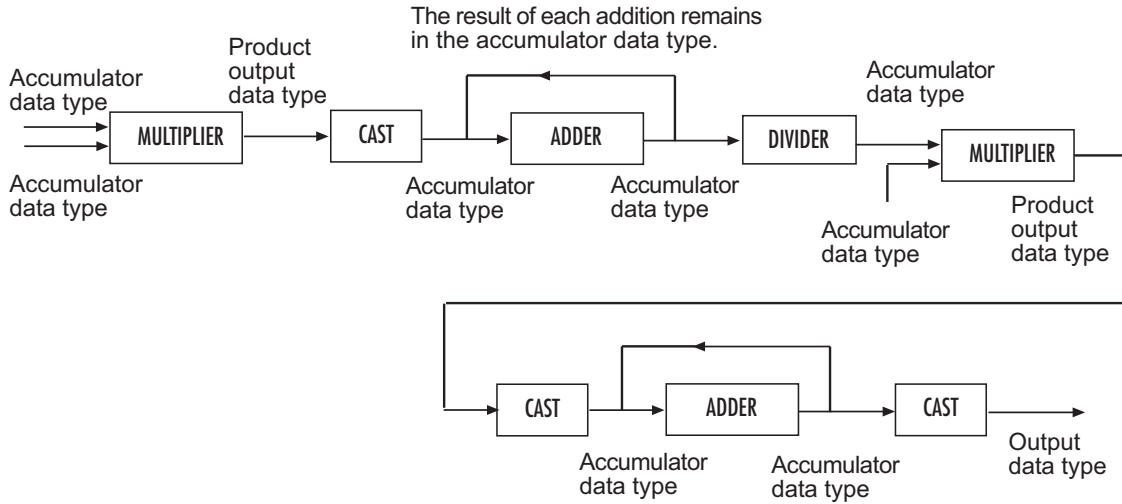 The result of each addition remains
in the accumulator data type.
Product
output
data type
Accumulator
data type
Accumulator
data type
MULTIPLIER
CAST
ADDER
DIVIDER
MULTIPLIER
Accumulator
data type
Accumulator
data type
Accumulator
data type
Accumulator
data type
Product
output
data type
CAST
ADDER
CAST
Accumulator
data type
Accumulator
data type
Output
data type